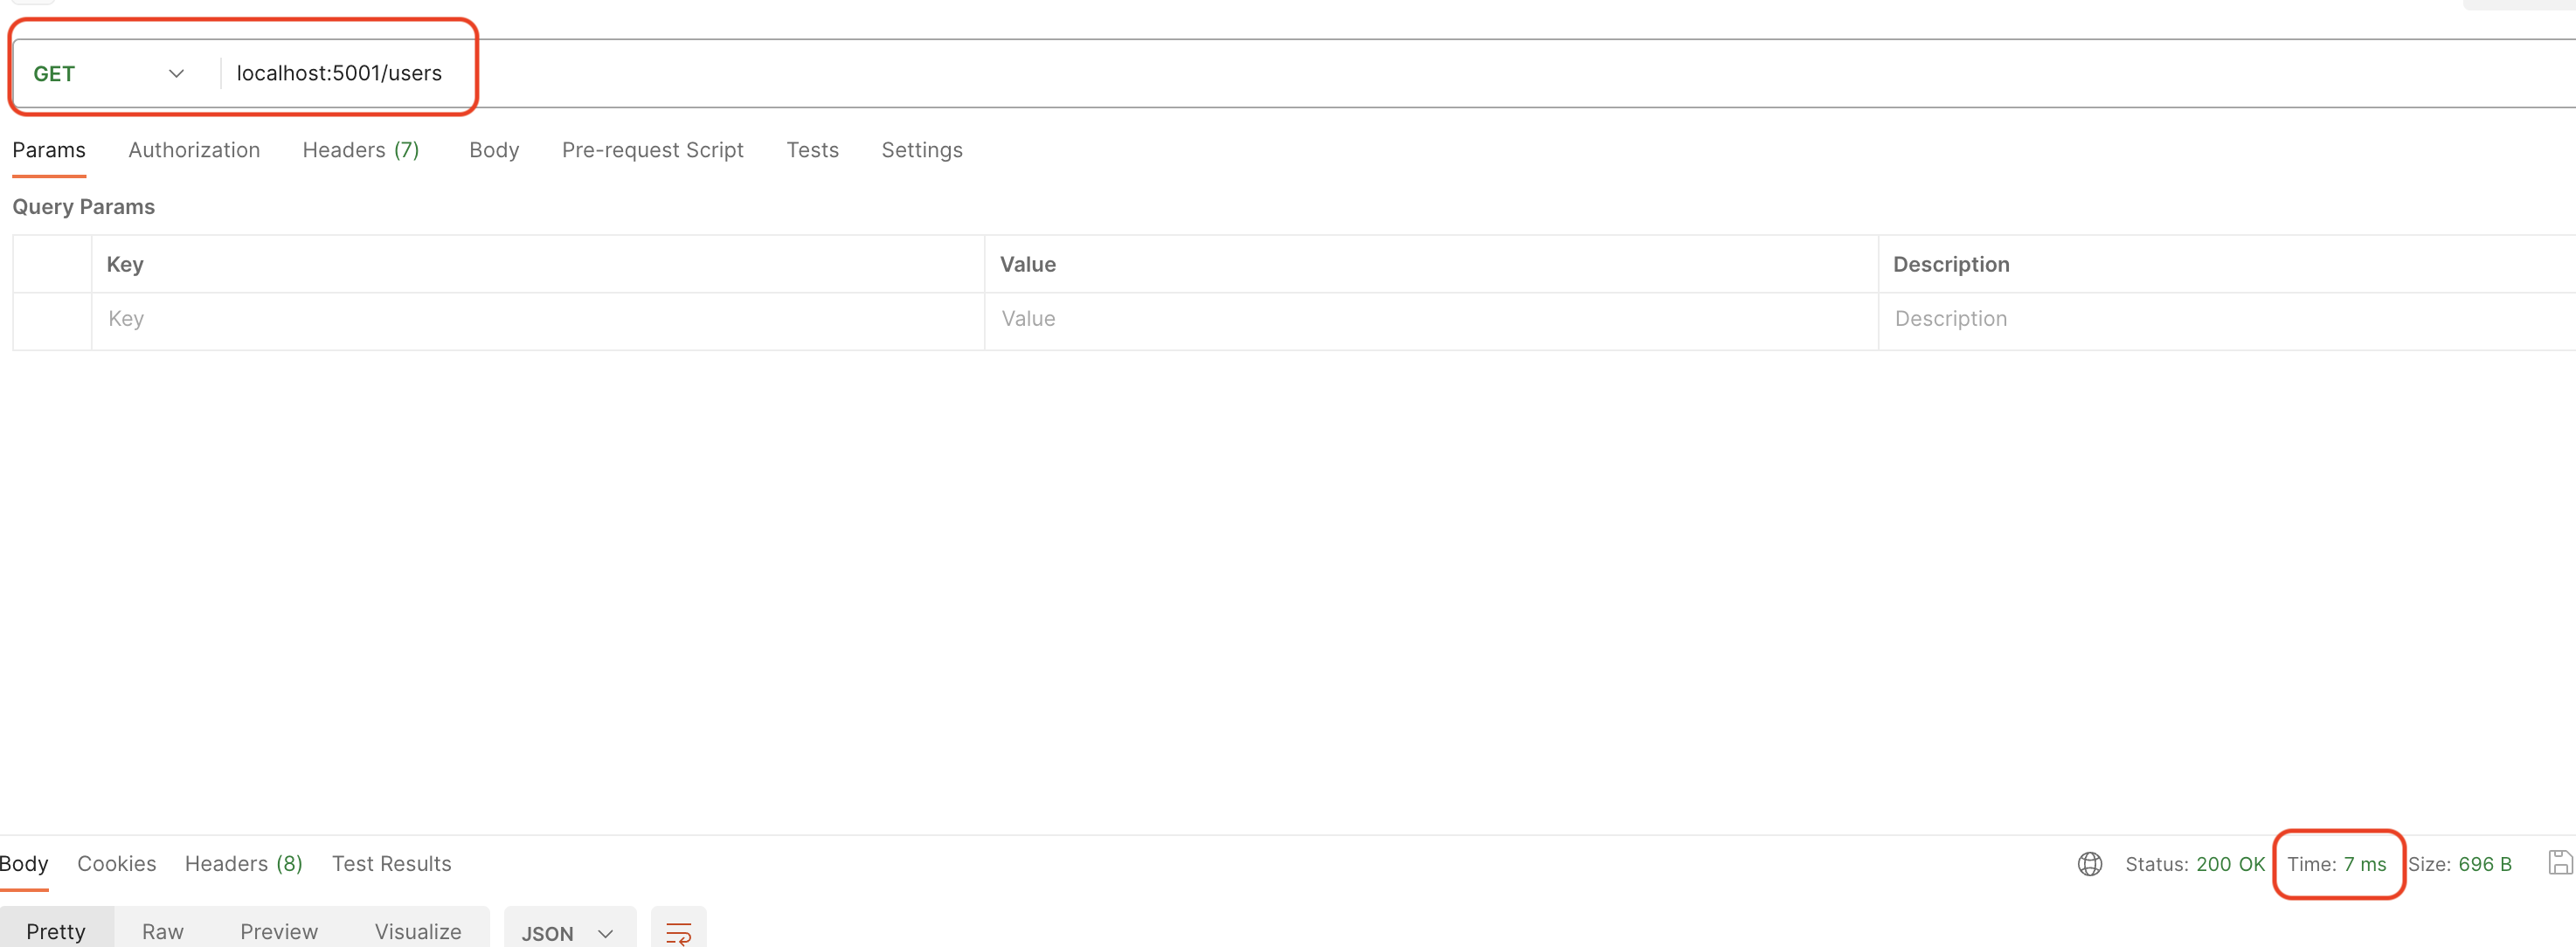 GET localhost:5001/users
Params Authorization Headers (7) Body Pre-request Script Tests Settings
Query Params
Key Value Description
Key Value Description
Body Cookies Headers (8) Test Results Status: 200 OK Time: 7 ms Size: 696 B
Pretty Raw Preview Visualize JSON